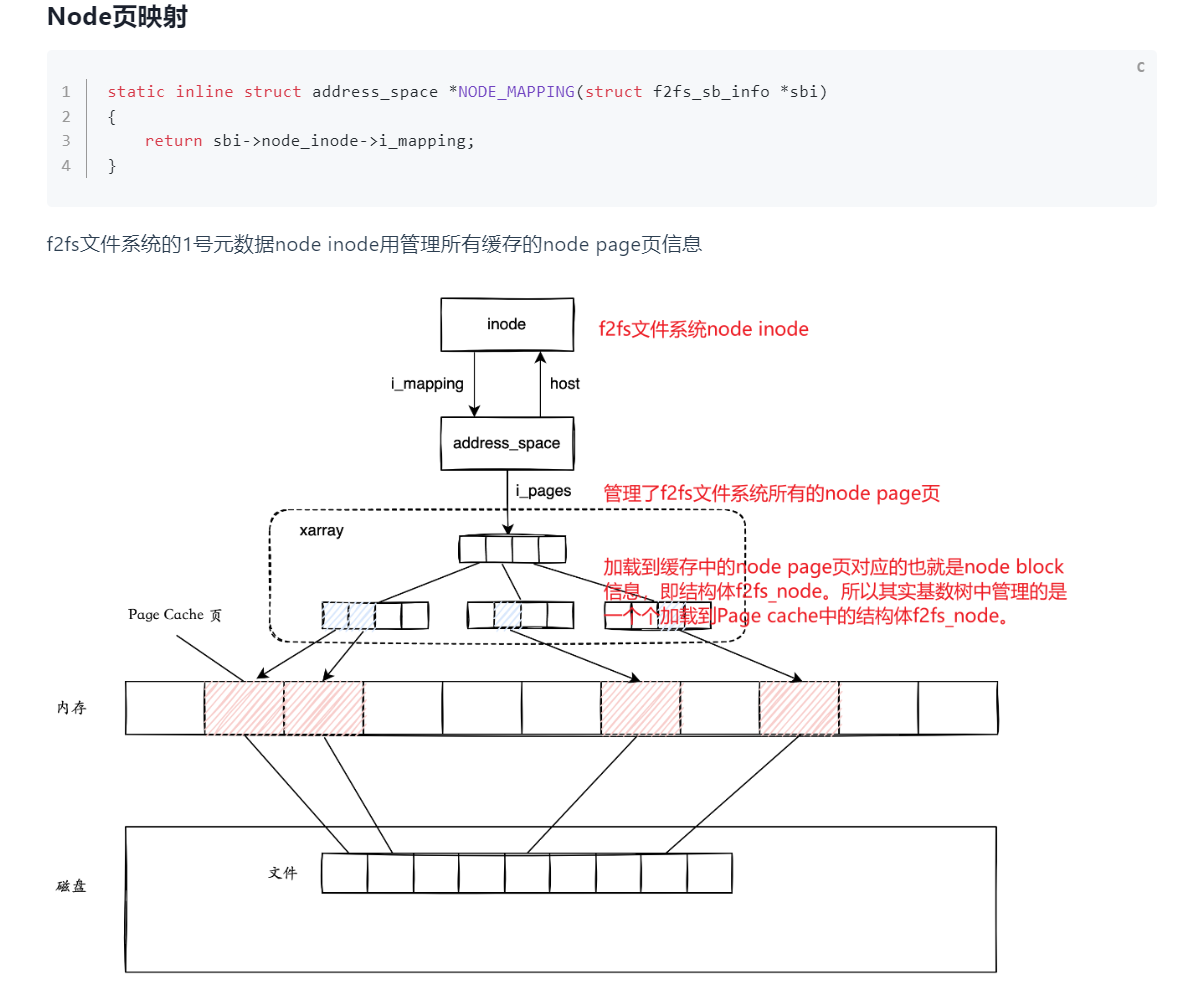 Node页映射
c
1 static inline struct address_space *NODE_MAPPING(struct f2fs_sb_info *sbi)
2 {
3 return sbi->node_inode->i_mapping;
4 }
f2fs文件系统的1号元数据node inode用管理所有缓存的node page页信息
inode
f2fs文件系统node inode
i_mapping
host
address_space
i_pages
管理了f2fs文件系统所有的node page页
xarray
加载到缓存中的node page页对应的也就是node block
信息，即结构体f2fs_node。所以其实基数树中管理的是
一个个加载到Page cache中的结构体f2fs_node。
Page Cache 页
内存
文件
磁盘